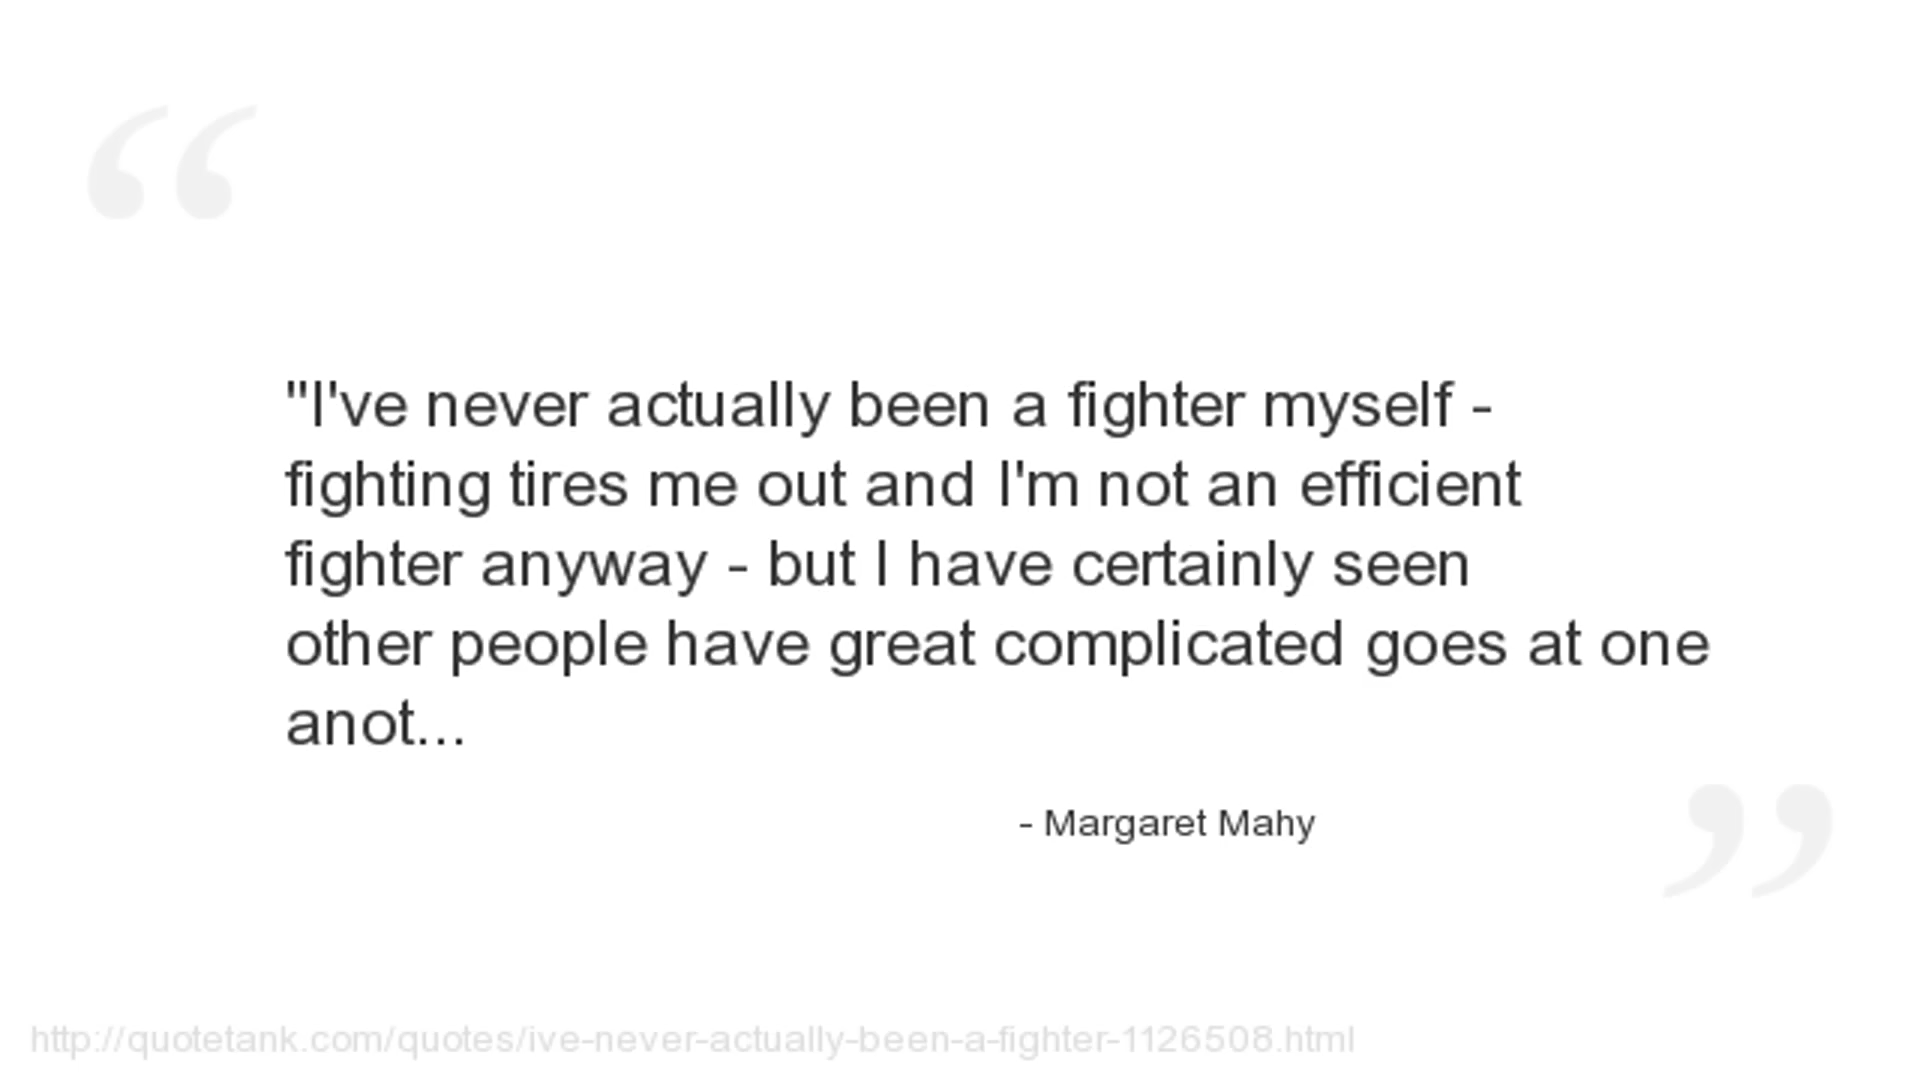 "I've never actually been a fighter myself -
fighting tires me out and I'm not an efficient
fighter anyway - but I have certainly seen
other people have great complicated goes at one
anot...
- Margaret Mahy
http://quotetank.com/quotes/ive-never-actually-been-a-fighter-1126508.html